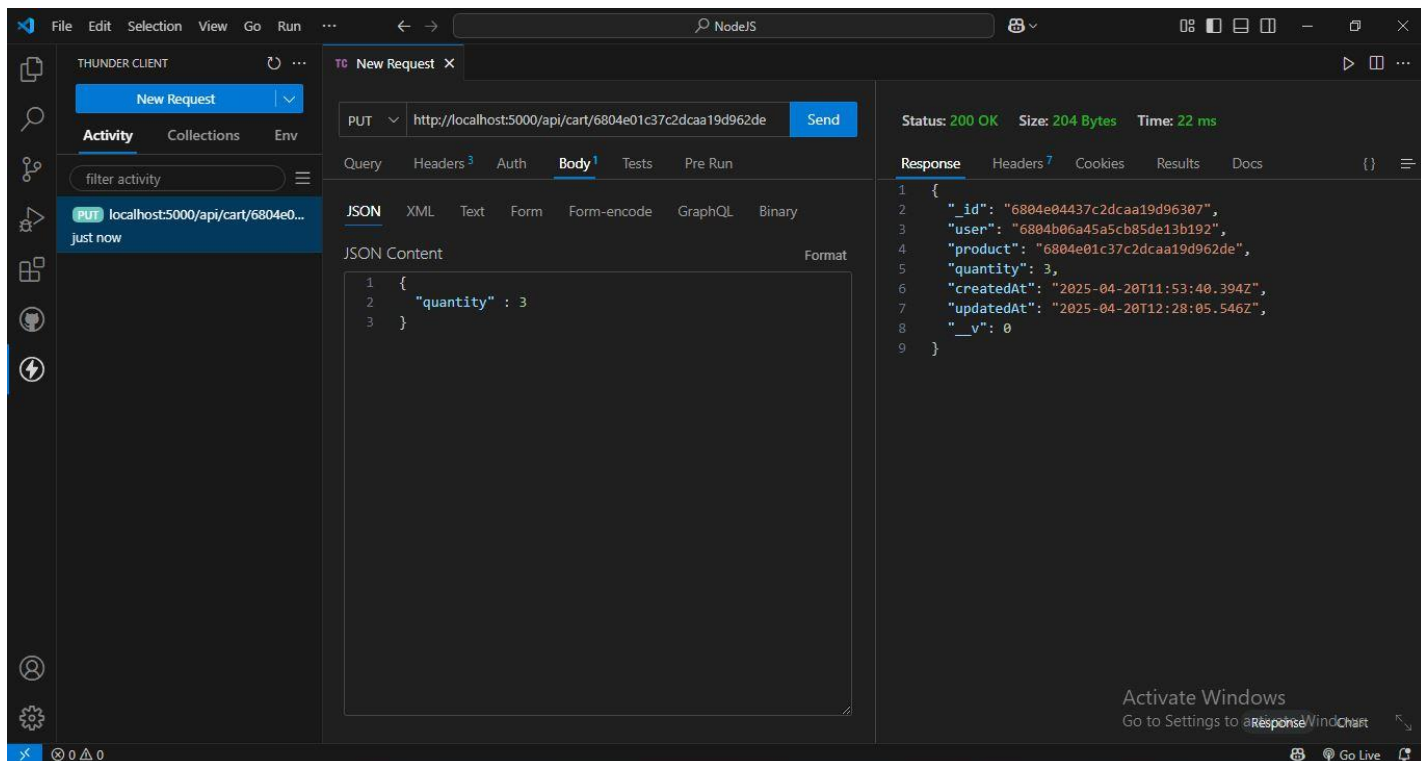 File Edit Selection View Go Run ··· NodeJS
THUNDER CLIENT
New Request
Activity Collections Env
filter activity
PUT localhost:5000/api/cart/6804e0...
just now
TC New Request
PUT http://localhost:5000/api/cart/6804e01c37c2dcaa19d962de Send
Query Headers 3 Auth Body 1 Tests Pre Run
JSON XML Text Form Form-encode GraphQL Binary
JSON Content Format
1 {
2 "quantity" : 3
3 }
Status: 200 OK Size: 204 Bytes Time: 22 ms
Response Headers 7 Cookies Results Docs {}
1 {
2 "_id": "6804e04437c2dcaa19d96307",
3 "user": "6804b06a45a5cb85de13b192",
4 "product": "6804e01c37c2dcaa19d962de",
5 "quantity": 3,
6 "createdAt": "2025-04-20T11:53:40.394Z",
7 "updatedAt": "2025-04-20T12:28:05.546Z",
8 "__v": 0
9 }
Activate Windows
Go to Settings to
Response Chart
0 0 Go Live